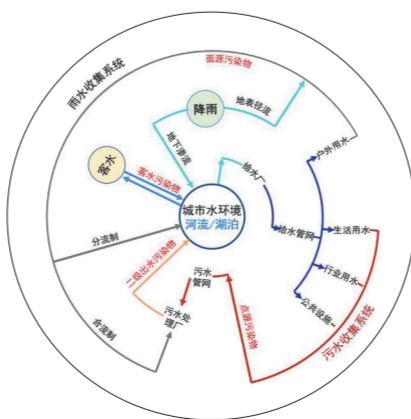 面源污染物
雨水收集系统
降雨
地表径流
地下渗流
户外用水
客水
客水污染物
给水厂
城市水环境
河流/湖泊
给水管网
生活用水
分流制
二级出水污染物
污水
管网
行业用水
公共设施
污水处
理厂
点源污染物
污水收集系统
合流制